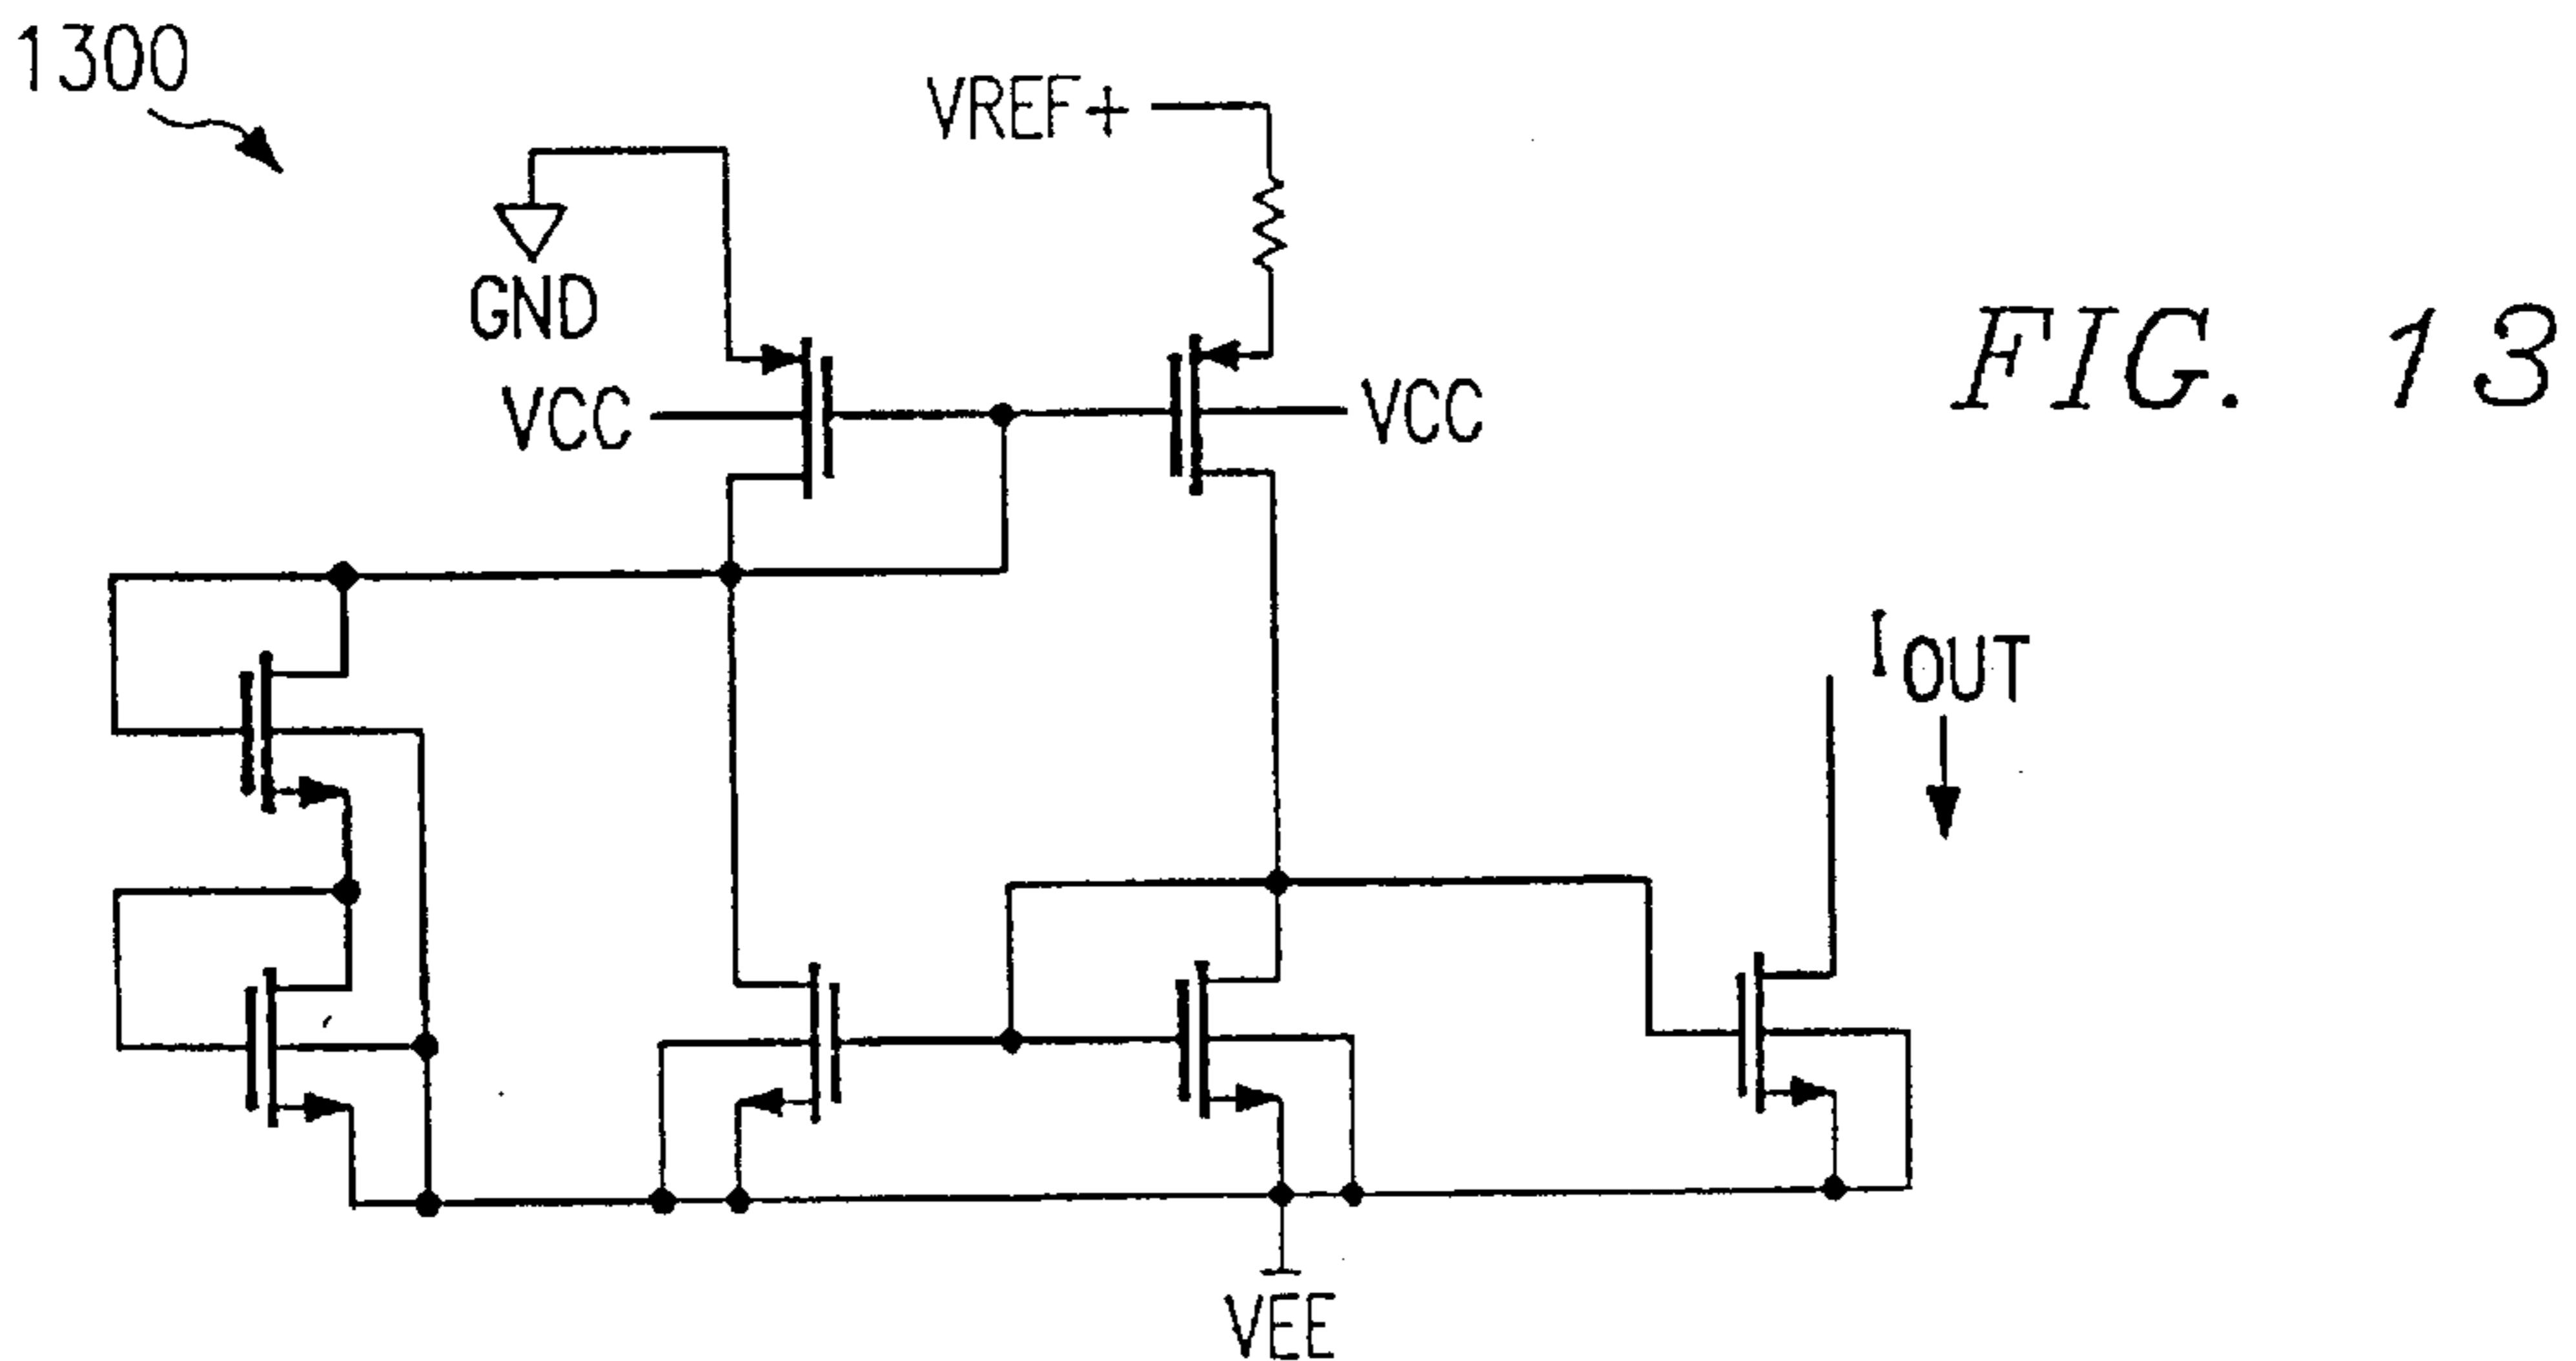 1300
VREF+
GND
VCC
VCC
FIG. 13
IOUT
VEE